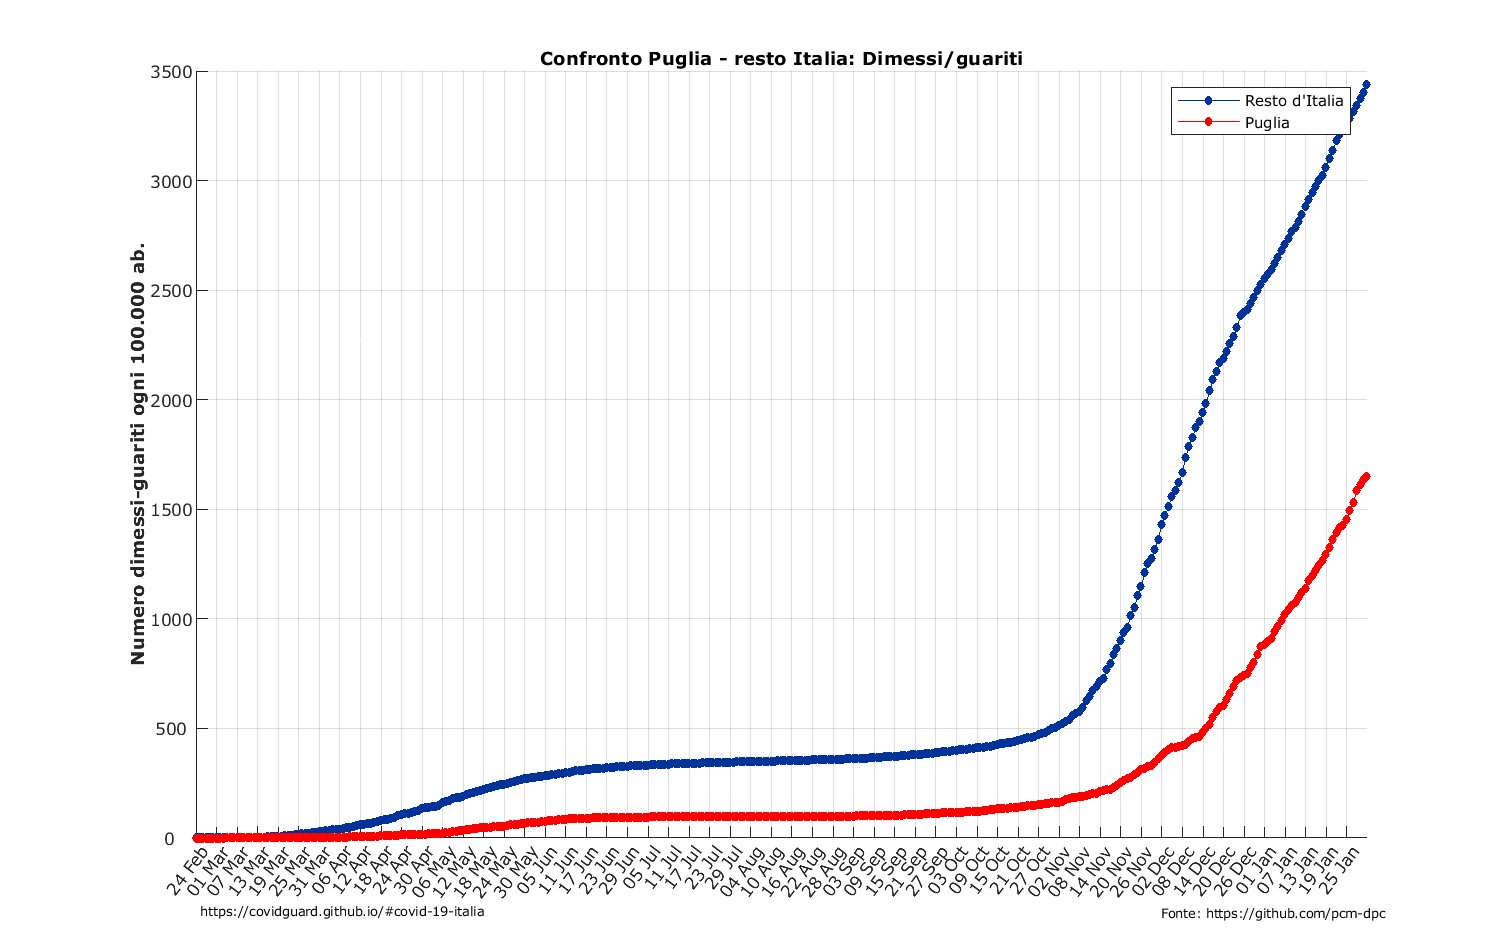 Confronto Puglia - resto Italia: Dimessi/guariti
Resto d'Italia
Puglia
Numero dimessi-guariti ogni 100.000 ab.
3500
3000
2500
2000
1500
1000
500
0
24 Feb
01 Mar
07 Mar
13 Mar
19 Mar
25 Mar
31 Mar
06 Apr
12 Apr
18 Apr
24 Apr
30 Apr
06 May
12 May
18 May
24 May
30 May
05 Jun
11 Jun
17 Jun
23 Jun
29 Jun
05 Jul
11 Jul
17 Jul
23 Jul
29 Jul
04 Aug
10 Aug
16 Aug
22 Aug
28 Aug
03 Sep
09 Sep
15 Sep
21 Sep
27 Sep
03 Oct
09 Oct
15 Oct
21 Oct
27 Oct
02 Nov
08 Nov
14 Nov
20 Nov
26 Nov
02 Dec
08 Dec
14 Dec
20 Dec
26 Dec
01 Jan
07 Jan
13 Jan
19 Jan
25 Jan
https://covidguard.github.io/#covid-19-italia
Fonte: https://github.com/pcm-dpc